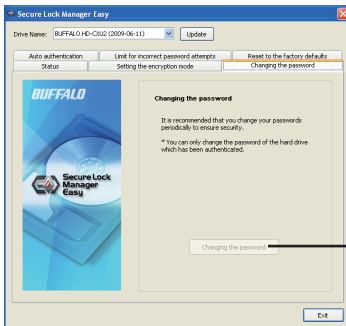 Secure Lock Manager Easy
Drive Name: BUFFALO HD-CXU2 (2009-06-11) Update
Auto authentication Limit for incorrect password attempts Reset to the factory defaults
Status Setting the encryption mode Changing the password
BUFFALO
Secure Lock
Manager
Easy
Changing the password
It is recommended that you change your passwords
periodically to ensure security.
* You can only change the password of the hard drive
which has been authenticated.
Changing the password
Exit